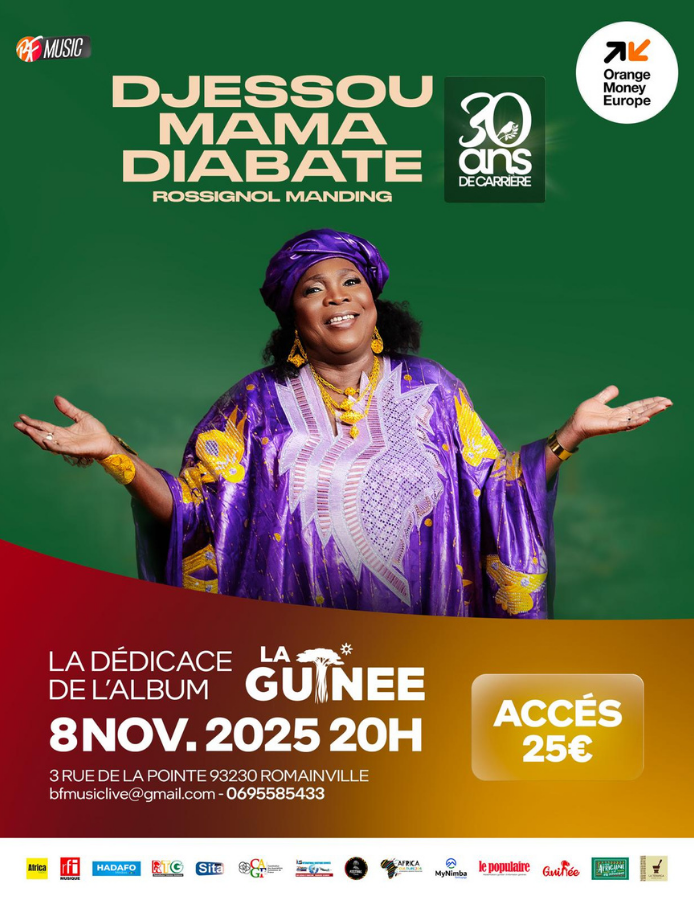 BF MUSIC
Orange
Money
Europe
DJESSOU
MAMA
DIABATE
ROSSIGNOL MANDING
30
ans
DE CARRIÈRE
LA DÉDICACE
DE L'ALBUM
LA
GUINEE
8 NOV. 2025 20H
ACCÉS
25€
3 RUE DE LA POINTE 93230 ROMAINVILLE
bfmusiclive@gmail.com - 0695585433
Africa
rfi
MUSIQUE
HADAFO
Sita
AFRICA
MyNimba
le populaire
Guinée